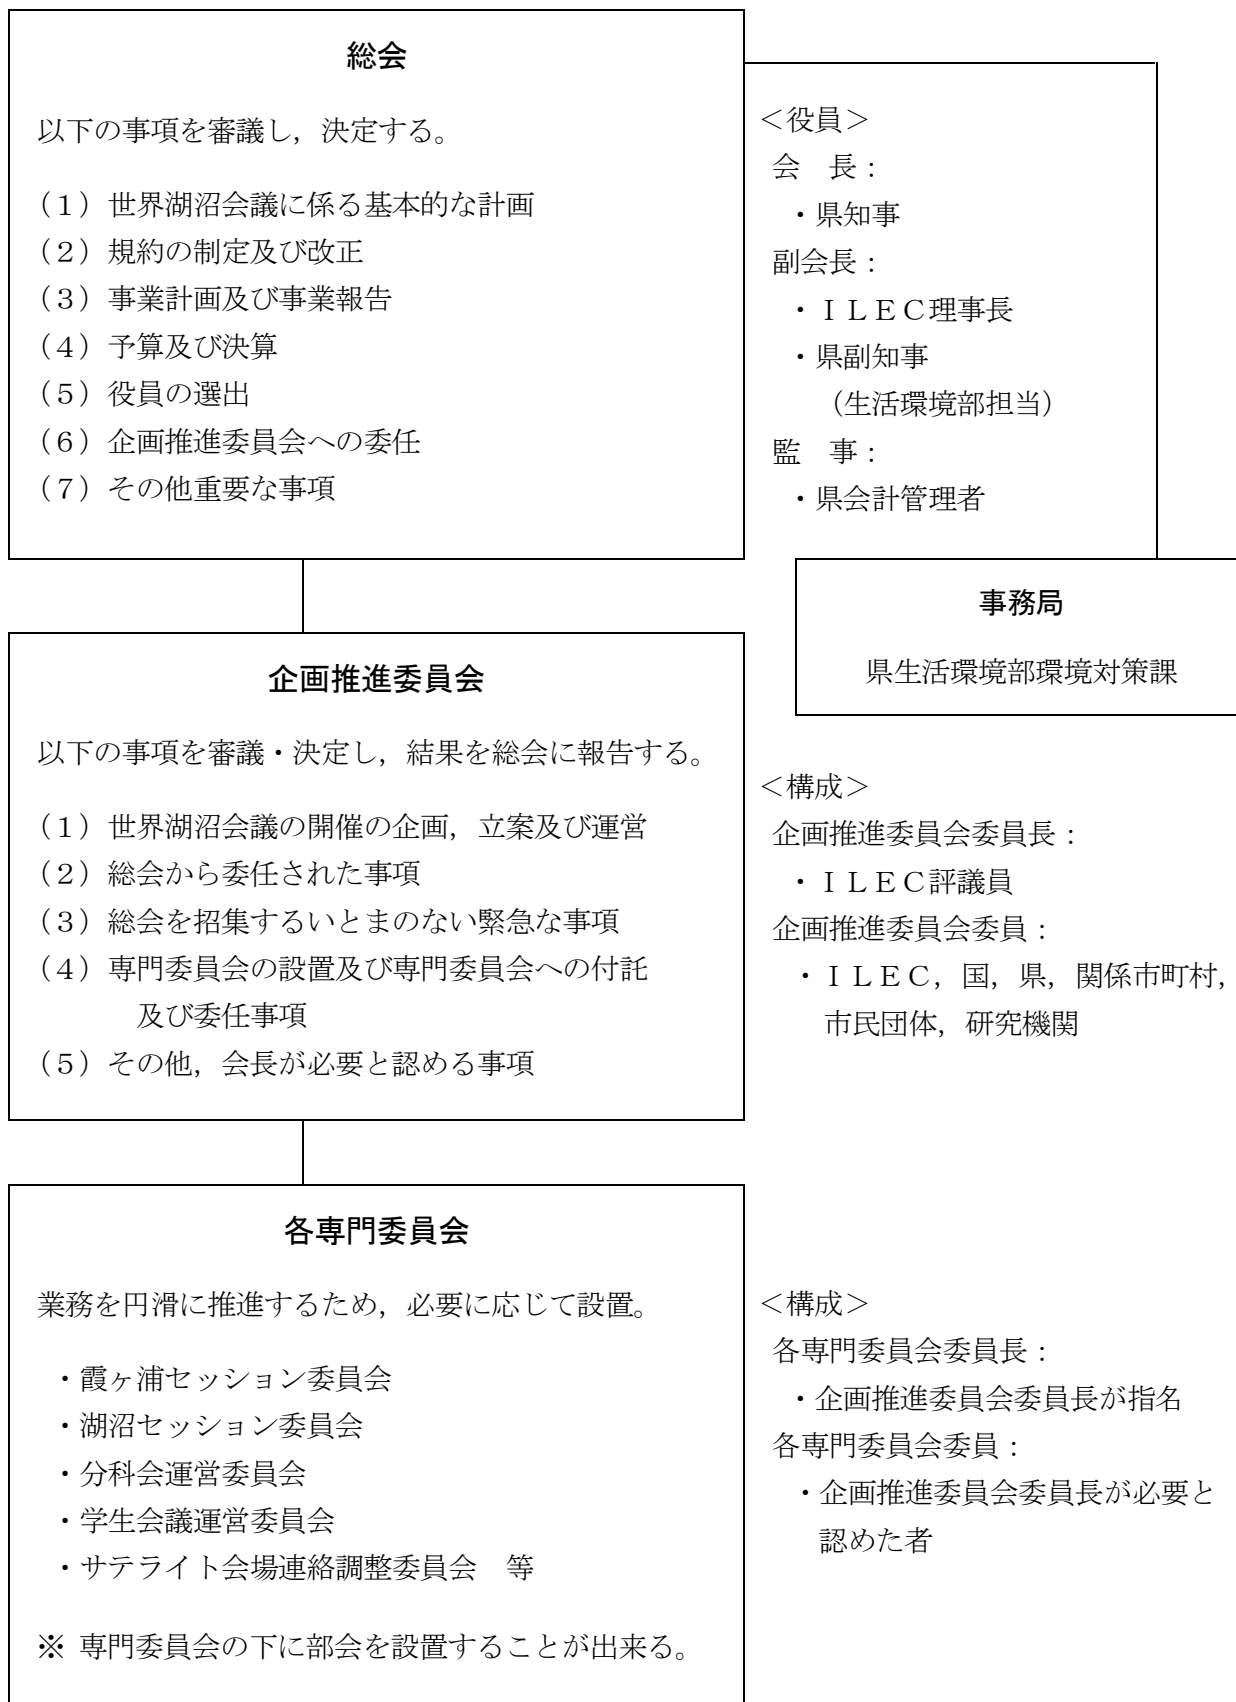 総会
以下の事項を審議し，決定する。
（１）世界湖沼会議に係る基本的な計画
（２）規約の制定及び改正
（３）事業計画及び事業報告
（４）予算及び決算
（５）役員の選出
（６）企画推進委員会への委任
（７）その他重要な事項
＜役員＞
会　長：
・県知事
副会長：
・ＩＬＥＣ理事長
・県副知事
（生活環境部担当）
監　事：
・県会計管理者
事務局
県生活環境部環境対策課
企画推進委員会
以下の事項を審議・決定し，結果を総会に報告する。
（１）世界湖沼会議の開催の企画，立案及び運営
（２）総会から委任された事項
（３）総会を招集するいとまのない緊急な事項
（４）専門委員会の設置及び専門委員会への付託
及び委任事項
（５）その他，会長が必要と認める事項
＜構成＞
企画推進委員会委員長：
・ＩＬＥＣ評議員
企画推進委員会委員：
・ＩＬＥＣ，国，県，関係市町村，
市民団体，研究機関
各専門委員会
業務を円滑に推進するため，必要に応じて設置。
・霞ヶ浦セッション委員会
・湖沼セッション委員会
・分科会運営委員会
・学生会議運営委員会
・サテライト会場連絡調整委員会　等
※ 専門委員会の下に部会を設置することが出来る。
＜構成＞
各専門委員会委員長：
・企画推進委員会委員長が指名
各専門委員会委員：
・企画推進委員会委員長が必要と
認めた者